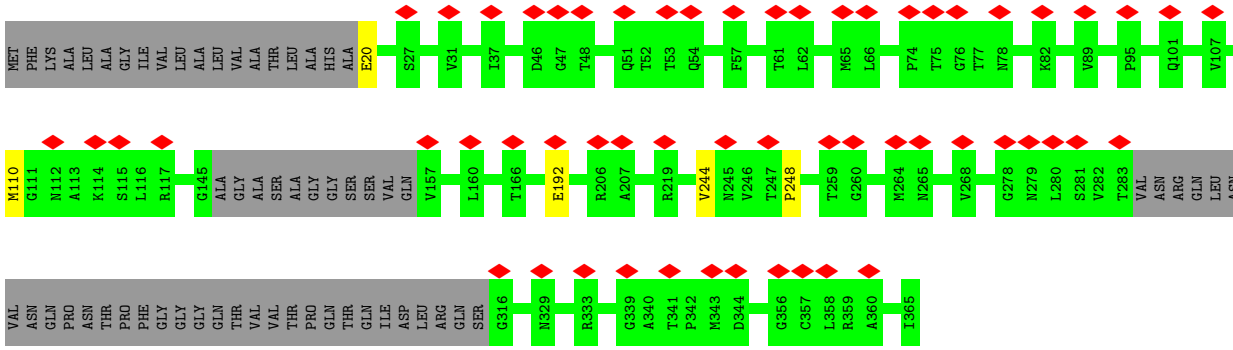 MET PHE LYS ALA LEU LEU ALA GLY ILE VAL LEU ALA LEU VAL ALA THR LEU ALA HIS ALA E20 S27 V31 I37 D46 G47 T48 Q51 T52 T53 Q54 F57 T61 L62 M65 L66 P74 T75 G76 T77 N78 K82 V89 P95 Q101 V107
M110 G111 N112 A113 K114 S115 L116 R117 G145 ALA GLY ALA SER ALA GLY GLY SER SER VAL GLN V157 L160 T166 E192 R206 A207 R219 V244 N245 V246 T247 P248 T259 G260 M264 N265 V268 G278 N279 L280 S281 V282 T283 VAL ASN ARG GLN LEU ASN
VAL ASN GLN PRO ASN THR PRO PHE GLY GLY GLY GLN THR VAL VAL THR PRO GLN THR GLN ILE ASP LEU ARG GLN SER G316 N329 R333 G339 A340 T341 P342 M343 D344 G356 C357 L358 R359 A360 I365